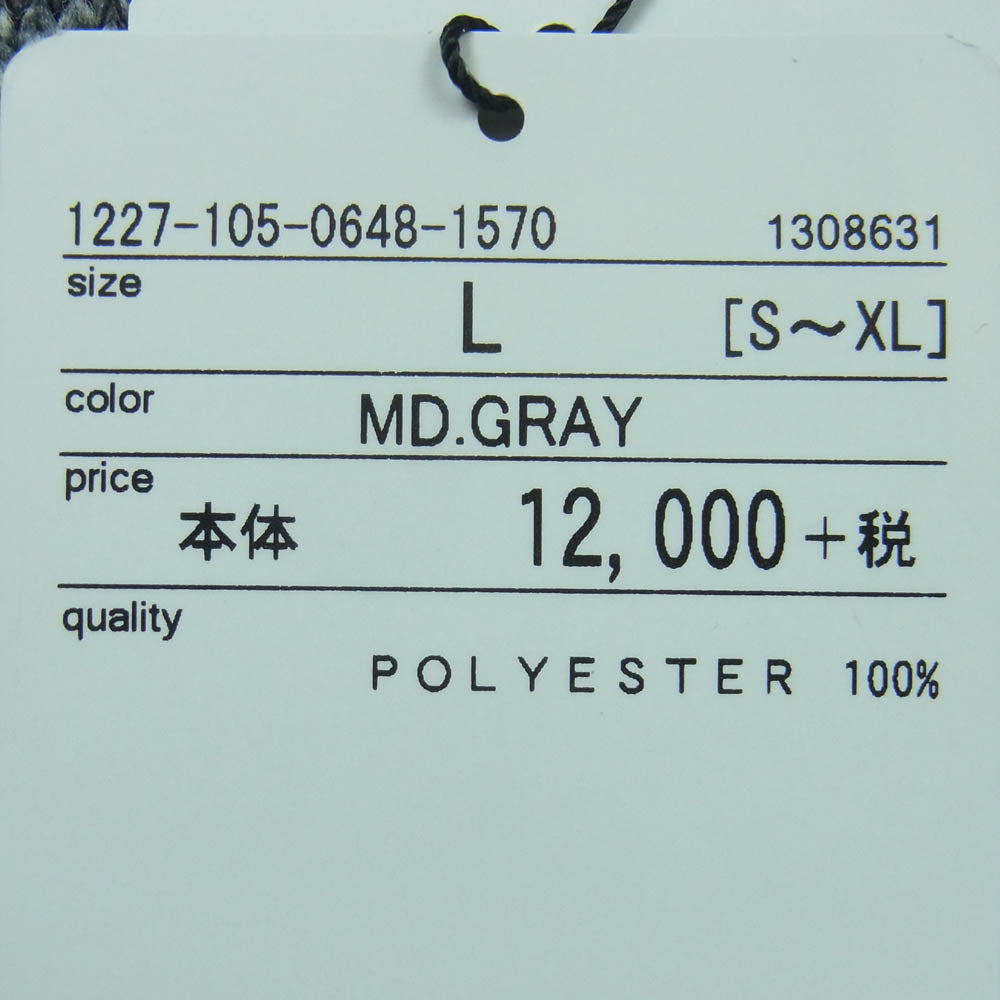 1227-105-0648-1570 1308631
size L [S～XL]
color MD.GRAY
price
本体 12,000+税
quality
POLYESTER 100%